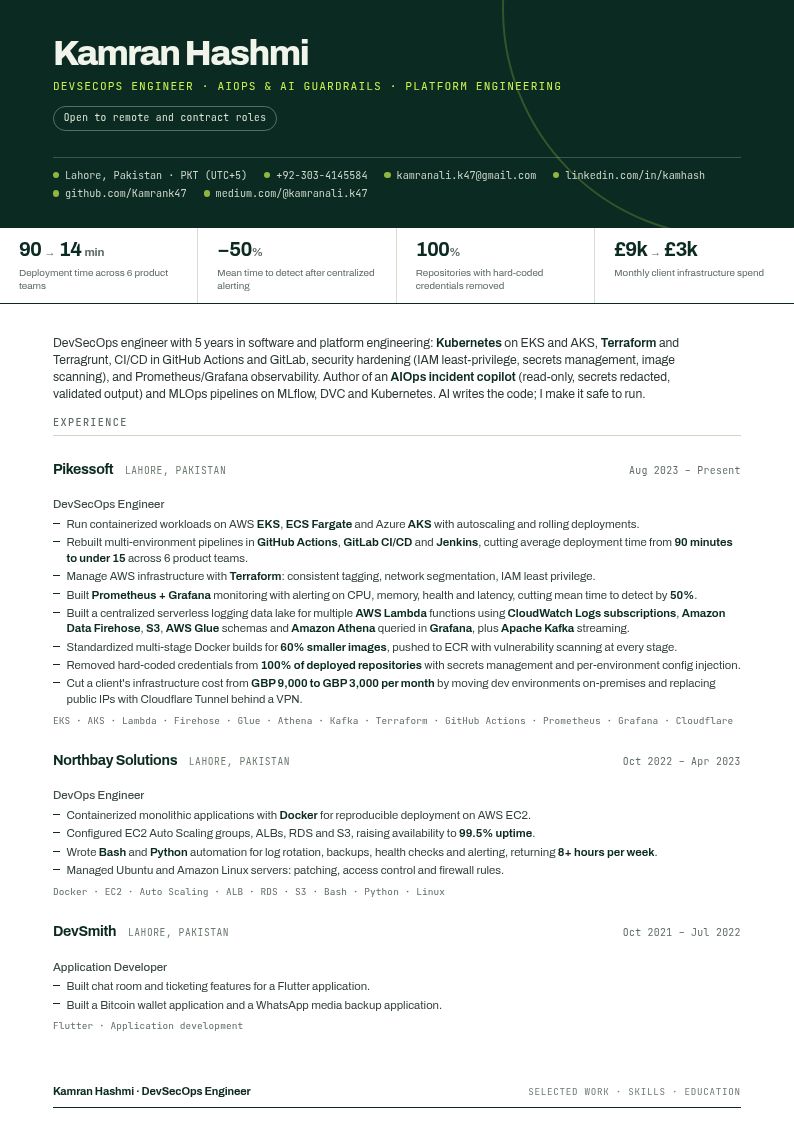 Kamran Hashmi
DEVSECOPS ENGINEER · AIOPS & AI GUARDRAILS · PLATFORM ENGINEERING
Open to remote and contract roles
Lahore, Pakistan · PKT (UTC+5) +92-303-4145584 kamranali.k47@gmail.com linkedin.com/in/kamhash
github.com/Kamrank47 medium.com/@kamranali.k47
90 → 14 min
Deployment time across 6 product
teams
−50%
Mean time to detect after centralized
alerting
100%
Repositories with hard-coded
credentials removed
£9k → £3k
Monthly client infrastructure spend
DevSecOps engineer with 5 years in software and platform engineering: Kubernetes on EKS and AKS, Terraform and
Terragrunt, CI/CD in GitHub Actions and GitLab, security hardening (IAM least-privilege, secrets management, image
scanning), and Prometheus/Grafana observability. Author of an AIOps incident copilot (read-only, secrets redacted,
validated output) and MLOps pipelines on MLflow, DVC and Kubernetes. AI writes the code; I make it safe to run.
EXPERIENCE
Pikessoft LAHORE, PAKISTAN Aug 2023 – Present
DevSecOps Engineer
– Run containerized workloads on AWS EKS, ECS Fargate and Azure AKS with autoscaling and rolling deployments.
– Rebuilt multi-environment pipelines in GitHub Actions, GitLab CI/CD and Jenkins, cutting average deployment time from 90 minutes
to under 15 across 6 product teams.
– Manage AWS infrastructure with Terraform: consistent tagging, network segmentation, IAM least privilege.
– Built Prometheus + Grafana monitoring with alerting on CPU, memory, health and latency, cutting mean time to detect by 50%.
– Built a centralized serverless logging data lake for multiple AWS Lambda functions using CloudWatch Logs subscriptions, Amazon
Data Firehose, S3, AWS Glue schemas and Amazon Athena queried in Grafana, plus Apache Kafka streaming.
– Standardized multi-stage Docker builds for 60% smaller images, pushed to ECR with vulnerability scanning at every stage.
– Removed hard-coded credentials from 100% of deployed repositories with secrets management and per-environment config injection.
– Cut a client's infrastructure cost from GBP 9,000 to GBP 3,000 per month by moving dev environments on-premises and replacing
public IPs with Cloudflare Tunnel behind a VPN.
EKS · AKS · Lambda · Firehose · Glue · Athena · Kafka · Terraform · GitHub Actions · Prometheus · Grafana · Cloudflare
Northbay Solutions LAHORE, PAKISTAN Oct 2022 – Apr 2023
DevOps Engineer
– Containerized monolithic applications with Docker for reproducible deployment on AWS EC2.
– Configured EC2 Auto Scaling groups, ALBs, RDS and S3, raising availability to 99.5% uptime.
– Wrote Bash and Python automation for log rotation, backups, health checks and alerting, returning 8+ hours per week.
– Managed Ubuntu and Amazon Linux servers: patching, access control and firewall rules.
Docker · EC2 · Auto Scaling · ALB · RDS · S3 · Bash · Python · Linux
DevSmith LAHORE, PAKISTAN Oct 2021 – Jul 2022
Application Developer
– Built chat room and ticketing features for a Flutter application.
– Built a Bitcoin wallet application and a WhatsApp media backup application.
Flutter · Application development
Kamran Hashmi · DevSecOps Engineer SELECTED WORK · SKILLS · EDUCATION